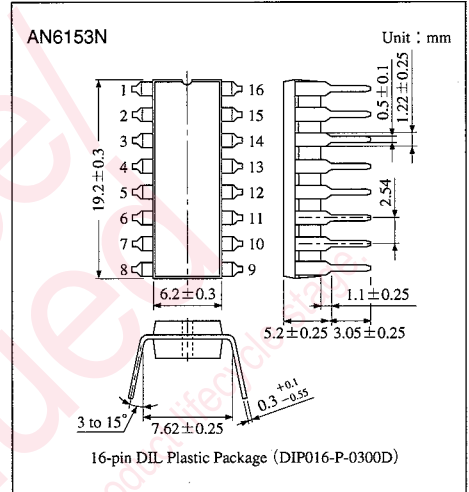 AN6153N
Unit : mm
1 16
2 15
3 14
4 13
5 12
6 11
7 10
8 9
19.2±0.3
6.2±0.3
0.5±0.1
1.22±0.25
2.54
1.1±0.25
5.2±0.25
3.05±0.25
3 to 15°
7.62±0.25
0.3 +0.1 −0.55
16-pin DIL Plastic Package (DIP016-P-0300D)
product lifecycle stage.